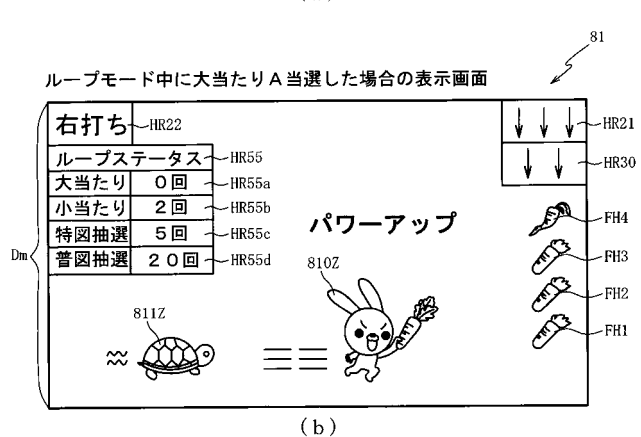 81
ループモード中に大当たりA当選した場合の表示画面
右打ち HR22
HR21
ループステータス HR55
HR30
大当たり 0回 HR55a
小当たり 2回 HR55b
特図抽選 5回 HR55c
普図抽選 20回 HR55d
パワーアップ
Dm
810Z
811Z
FH4
FH3
FH2
FH1
(b)